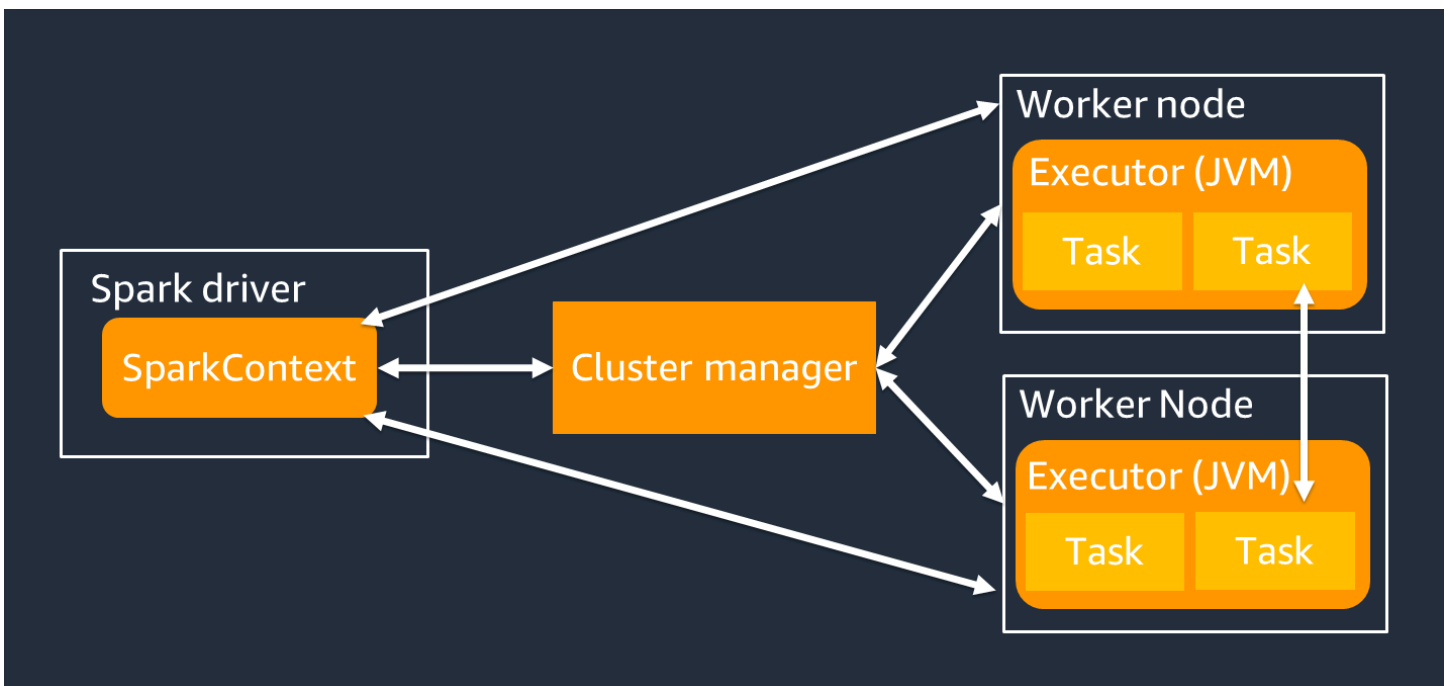 Spark driver
SparkContext
Cluster manager
Worker node
Executor (JVM)
Task Task
Worker Node
Executor (JVM)
Task Task